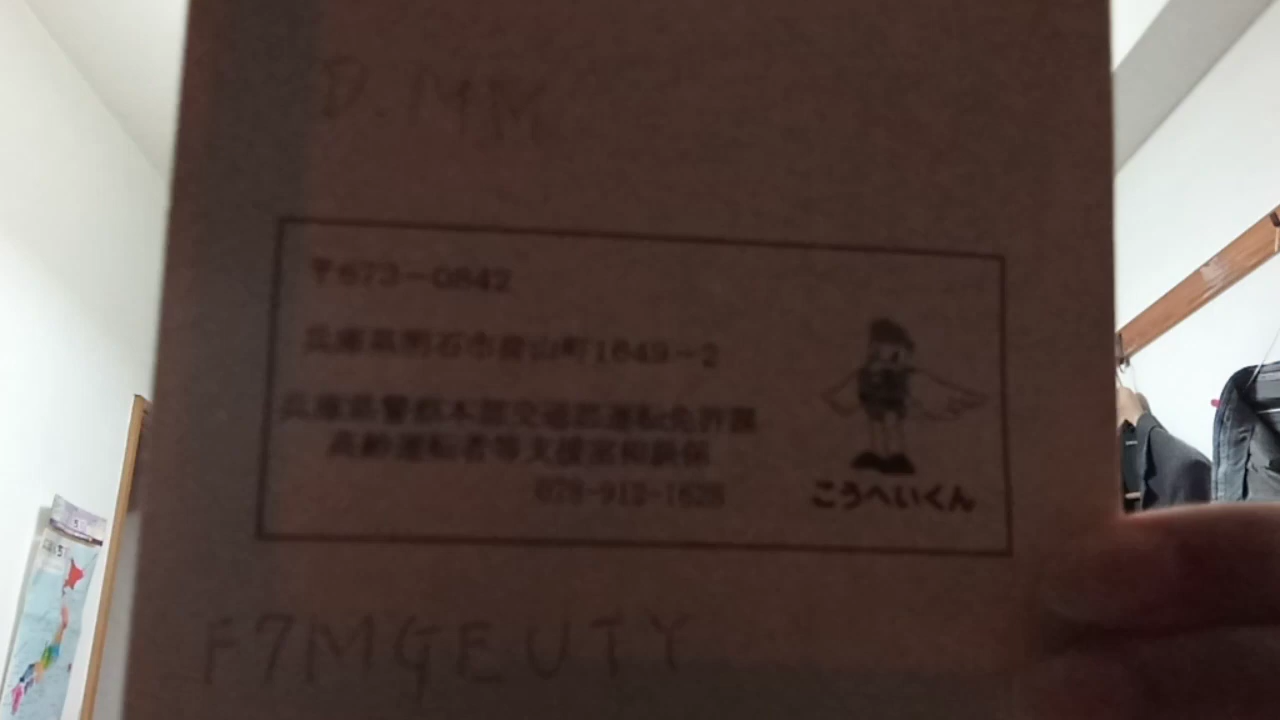 D.MM
〒673-0842
兵庫県明石市荷山町1649-2
兵庫県警察本部交通部運転免許課
高齢運転者等支援室相談係
078-912-1628
こうへいくん
F7MGEUTY